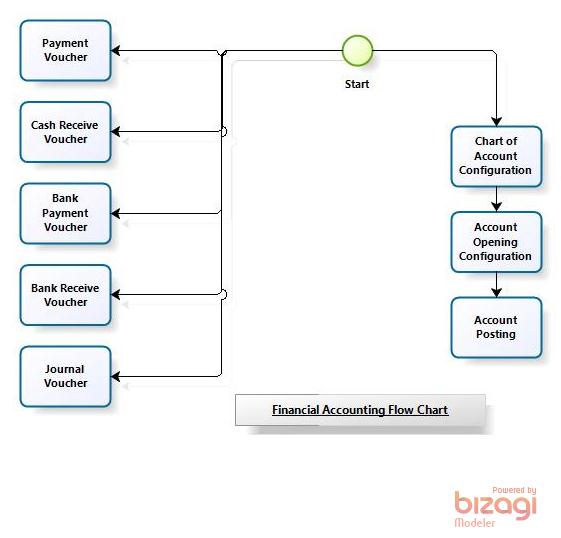 Payment
Voucher
Start
Cash Receive
Voucher
Chart of
Account
Configuration
Bank
Payment
Voucher
Account
Opening
Configuration
Bank Receive
Voucher
Account
Posting
Journal
Voucher
Financial Accounting Flow Chart
Powered by
bizagi
Modeler